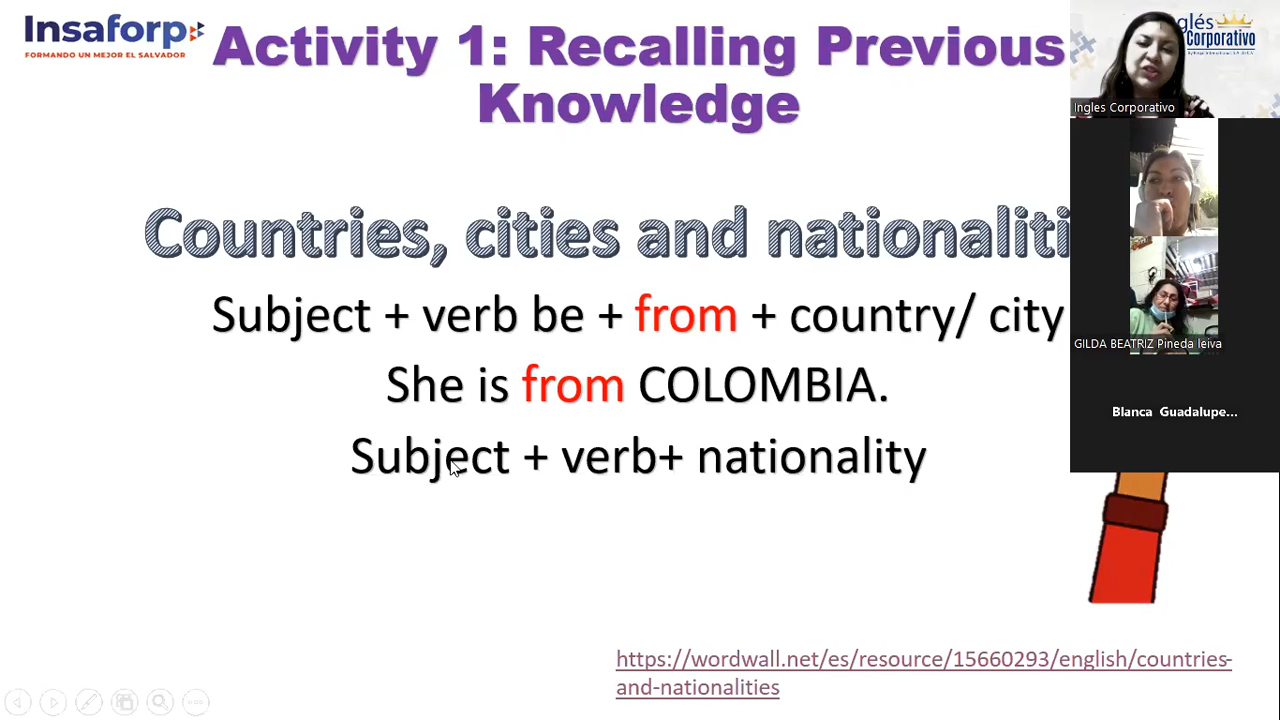 Insaforp
FORMANDO UN MEJOR EL SALVADOR
Activity 1: Recalling Previous
Knowledge
Countries, cities and nationaliti
Subject + verb be + from + country/ city
She is from COLOMBIA.
Subject + verb+ nationality
https://wordwall.net/es/resource/15660293/english/countries-
and-nationalities
glés
Corporativo
Ingles Corporativo
GILDA BEATRIZ Pineda leiva
Blanca Guadalupe...